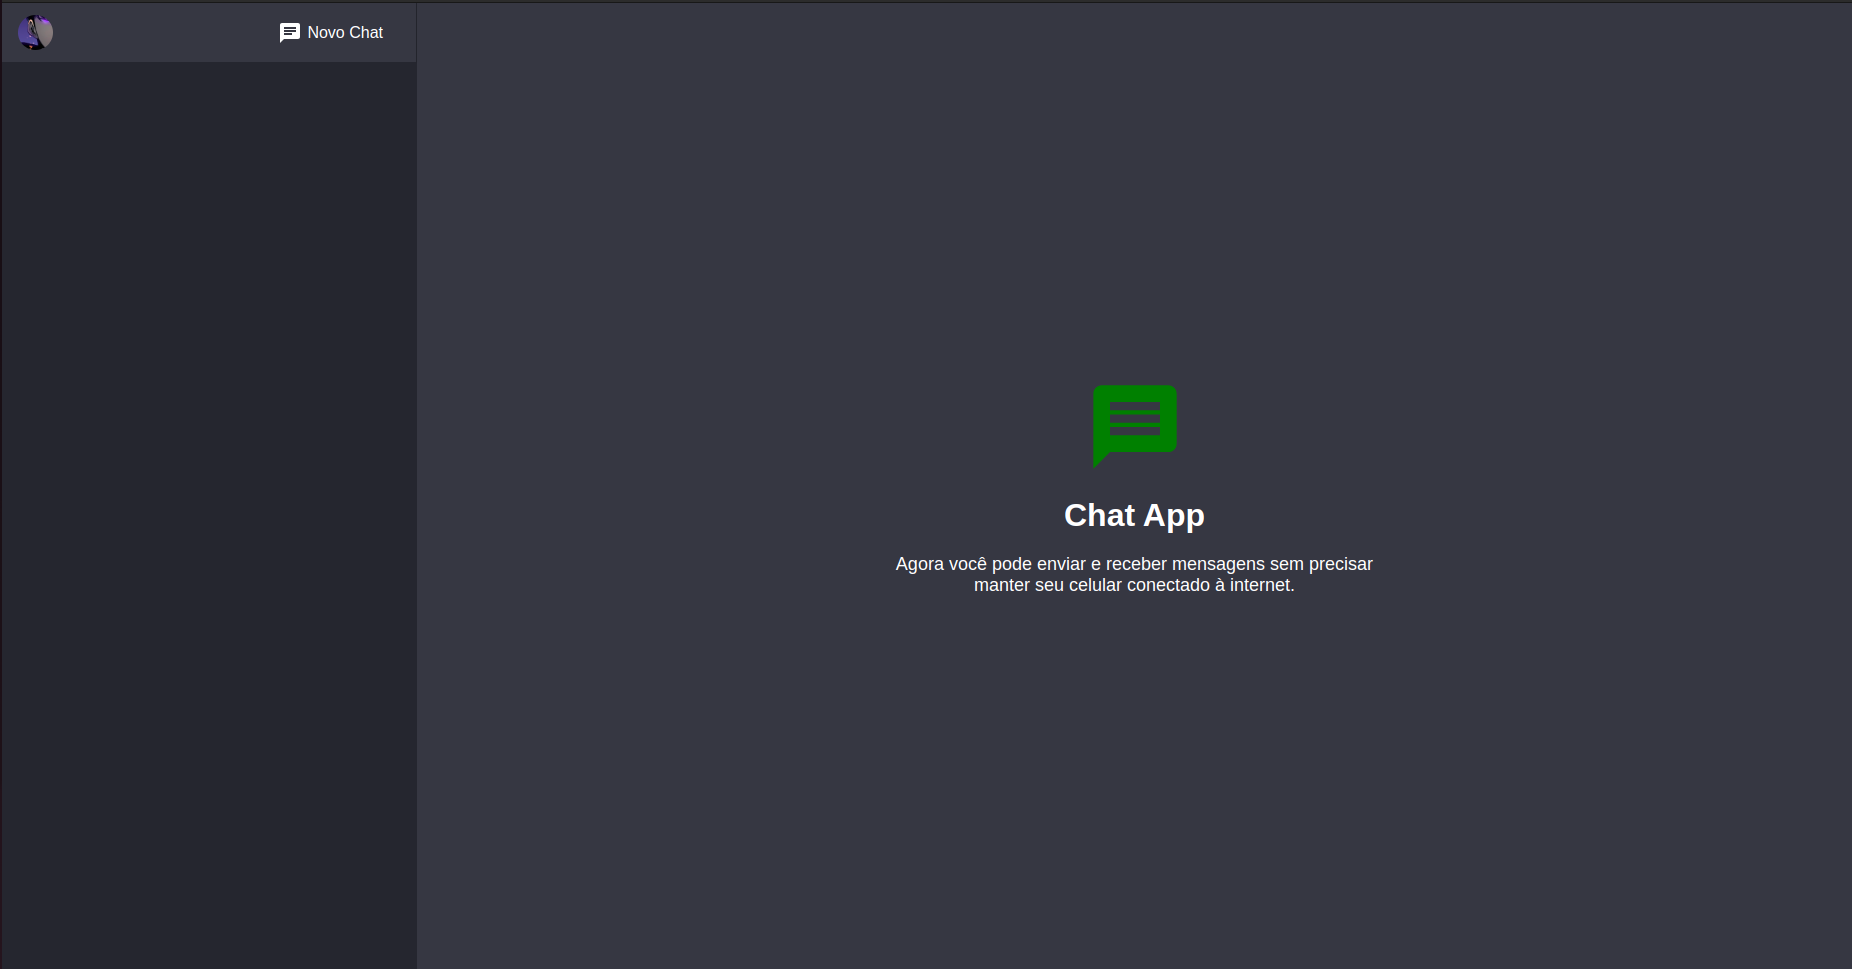 Novo Chat
Chat App
Agora você pode enviar e receber mensagens sem precisar
manter seu celular conectado à internet.